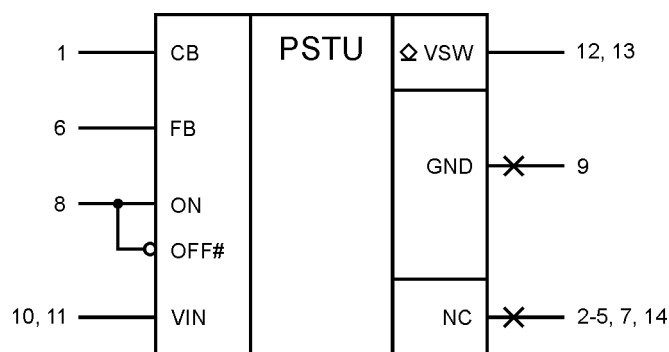 1 CB PSTU VSW 12, 13
6 FB
GND 9
8 ON
OFF#
10, 11 VIN NC 2-5, 7, 14